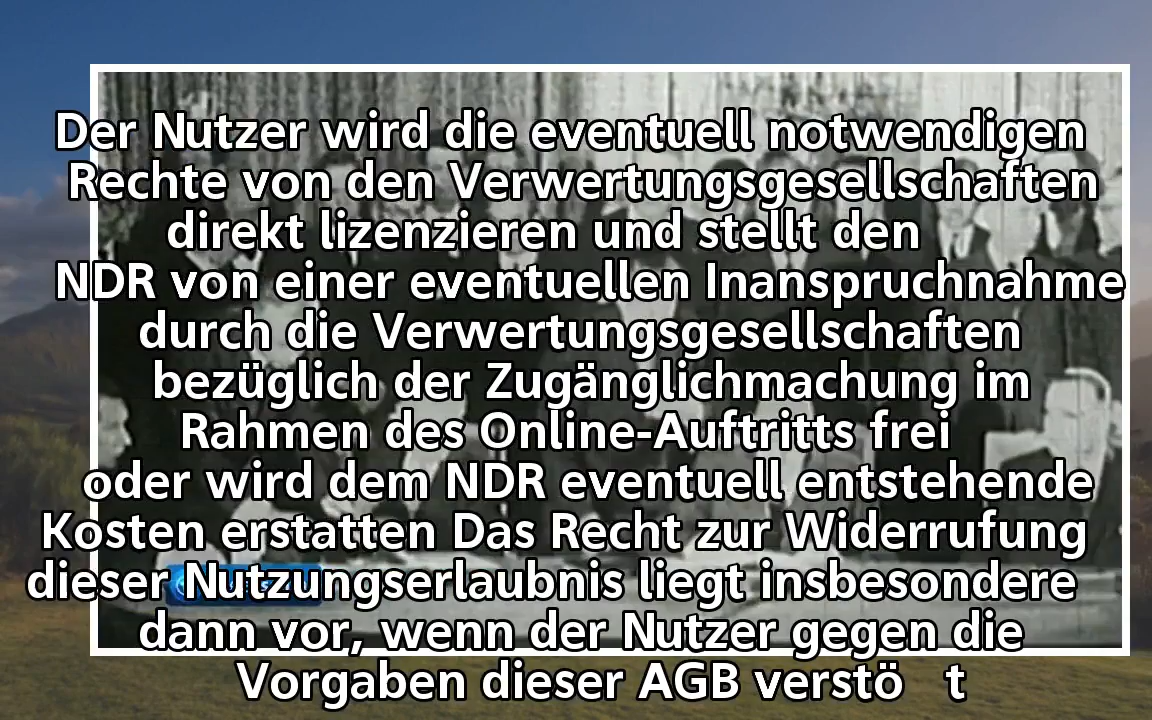 Der Nutzer wird die eventuell notwendigen
Rechte von den Verwertungsgesellschaften
direkt lizenzieren und stellt den
NDR von einer eventuellen Inanspruchnahme
durch die Verwertungsgesellschaften
bezüglich der Zugänglichmachung im
Rahmen des Online-Auftritts frei
oder wird dem NDR eventuell entstehende
Kosten erstatten Das Recht zur Widerrufung
dieser Nutzungserlaubnis liegt insbesondere
dann vor, wenn der Nutzer gegen die
Vorgaben dieser AGB verstö t